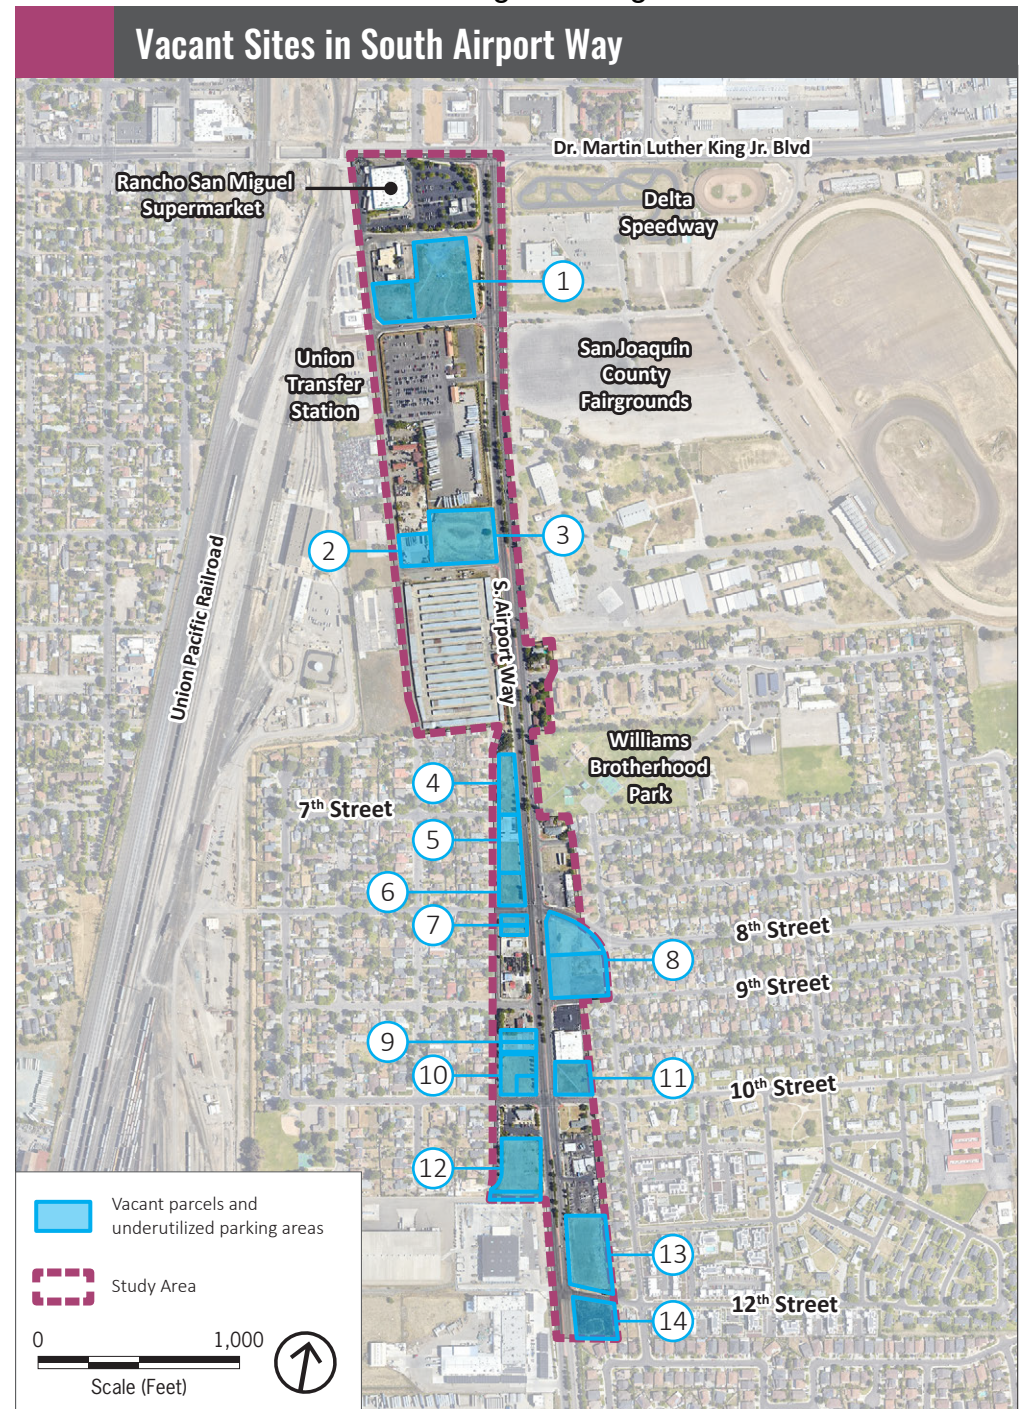 Vacant Sites in South Airport Way
Dr. Martin Luther King Jr. Blvd
Rancho San Miguel
Supermarket
Delta
Speedway
1
Union
Transfer
Station
San Joaquin
County
Fairgrounds
2
3
Union Pacific Railroad
S. Airport Way
Williams
Brotherhood
Park
4
7th Street
5
6
7
8th Street
8
9th Street
9
10
11
10th Street
12
Vacant parcels and
underutilized parking areas
13
Study Area
12th Street
14
0 1,000
Scale (Feet)